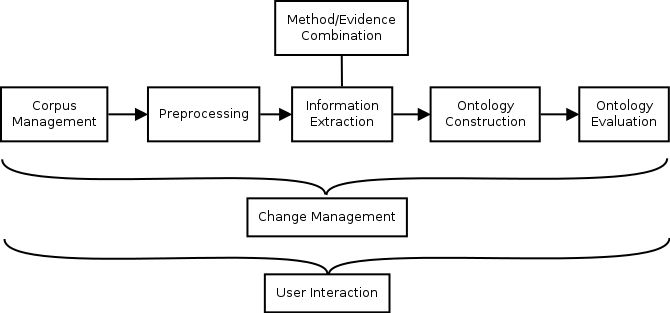 Method/Evidence
Combination
Corpus
Management
Preprocessing
Information
Extraction
Ontology
Construction
Ontology
Evaluation
Change Management
User Interaction